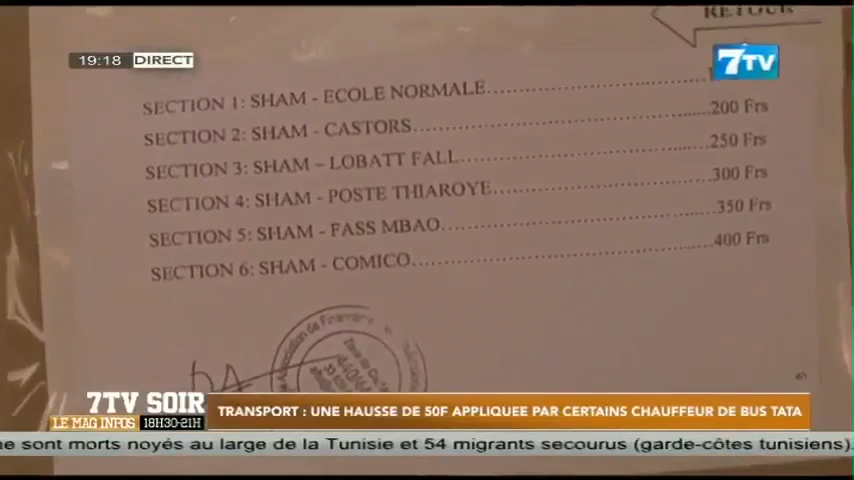 RETOUR
19:18 DIRECT
7TV
SECTION 1: SHAM - ECOLE NORMALE
SECTION 2: SHAM - CASTORS 200 Frs
SECTION 3: SHAM – LOBATT FALL 250 Frs
SECTION 4: SHAM - POSTE THIAROYE 300 Frs
SECTION 5: SHAM - FASS MBAO 350 Frs
SECTION 6: SHAM - COMICO 400 Frs
Association de
7TV SOIR
LE MAG INFOS 18H30-21H
TRANSPORT : UNE HAUSSE DE 50F APPLIQUEE PAR CERTAINS CHAUFFEUR DE BUS TATA
ne sont morts noyés au large de la Tunisie et 54 migrants secourus (garde-côtes tunisiens).